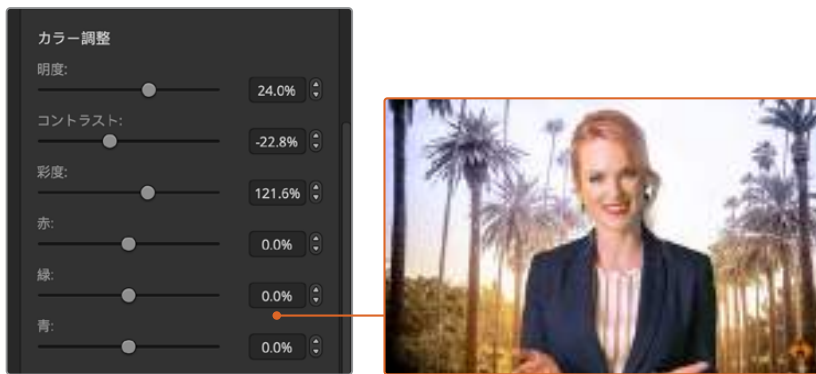 カラー調整
明度:
24.0%
コントラスト:
-22.8%
彩度:
121.6%
赤:
0.0%
緑:
0.0%
青:
0.0%